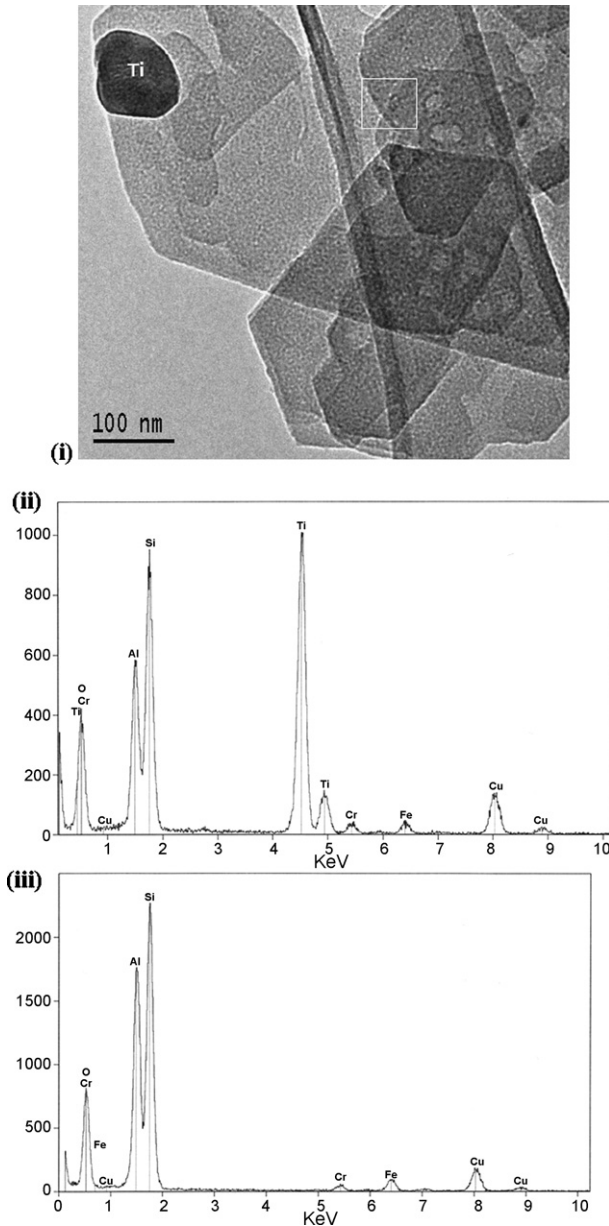 Ti
100 nm
(i)
(ii)
1000
800
600
400
200
0
Ti
Si
Al
O
Cr
Ti
Cu
Ti
Cr
Fe
Cu
Cu
1 2 3 4 5 6 7 8 9 10
KeV
(iii)
2000
1500
1000
500
0
Si
Al
O
Cr
Fe
Cu
Cr
Fe
Cu
Cu
0 1 2 3 4 5 6 7 8 9 10
KeV